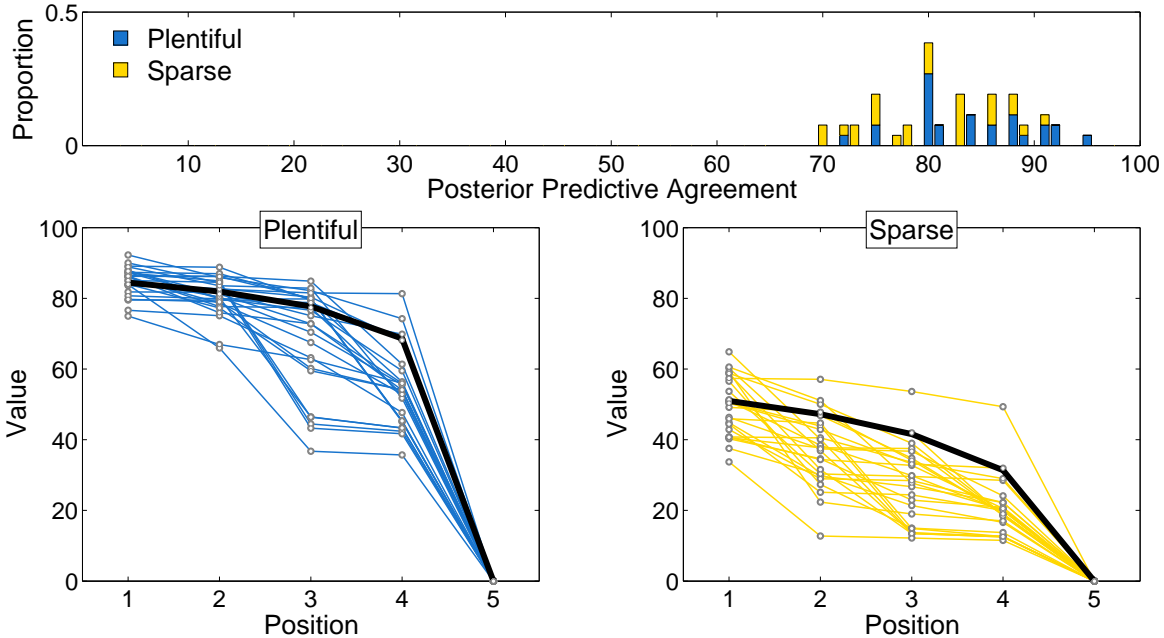 0.5
Proportion
Plentiful
Sparse
0
10 20 30 40 50 60 70 80 90 100
Posterior Predictive Agreement
Plentiful
100
80
60
40
20
0
Value
1 2 3 4 5
Position
Sparse
100
80
60
40
20
0
Value
1 2 3 4 5
Position